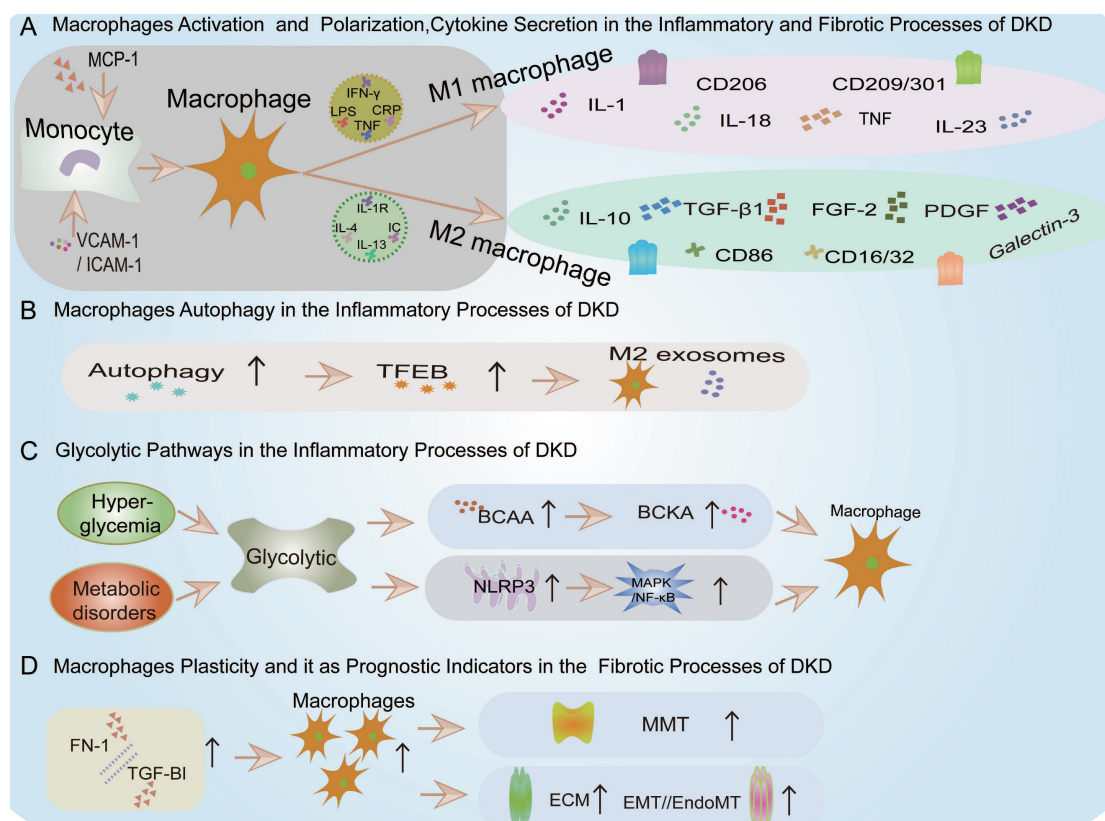 A Macrophages Activation and Polarization,Cytokine Secretion in the Inflammatory and Fibrotic Processes of DKD
MCP-1
Monocyte
VCAM-1
/ ICAM-1
Macrophage
IFN-γ
LPS
CRP
TNF
IL-1R
IL-4
IC
IL-13
M1 macrophage
M2 macrophage
CD206
CD209/301
IL-1
IL-18
TNF
IL-23
IL-10
TGF-β1
FGF-2
PDGF
Galectin-3
CD86
CD16/32
B Macrophages Autophagy in the Inflammatory Processes of DKD
Autophagy
TFEB
M2 exosomes
C Glycolytic Pathways in the Inflammatory Processes of DKD
Hyper-
glycemia
Metabolic
disorders
Glycolytic
BCAA
BCKA
NLRP3
MAPK
/NF-κB
Macrophage
D Macrophages Plasticity and it as Prognostic Indicators in the Fibrotic Processes of DKD
FN-1
TGF-BI
Macrophages
MMT
ECM
EMT//EndoMT